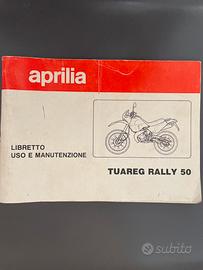 aprilia
LIBRETTO
USO E MANUTENZIONE
TUAREG RALLY 50
subito